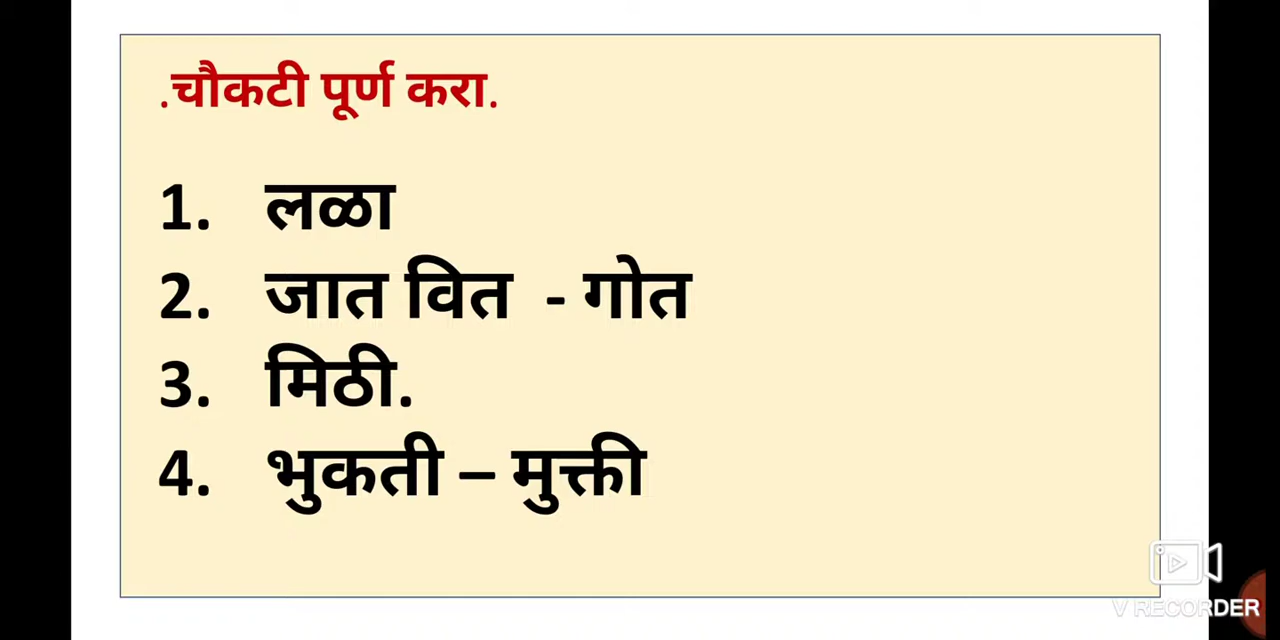 .चौकटी पूर्ण करा.
1. लळा
2. जात वित - गोत
3. मिठी.
4. भुकती – मुक्ती
V RECORDER